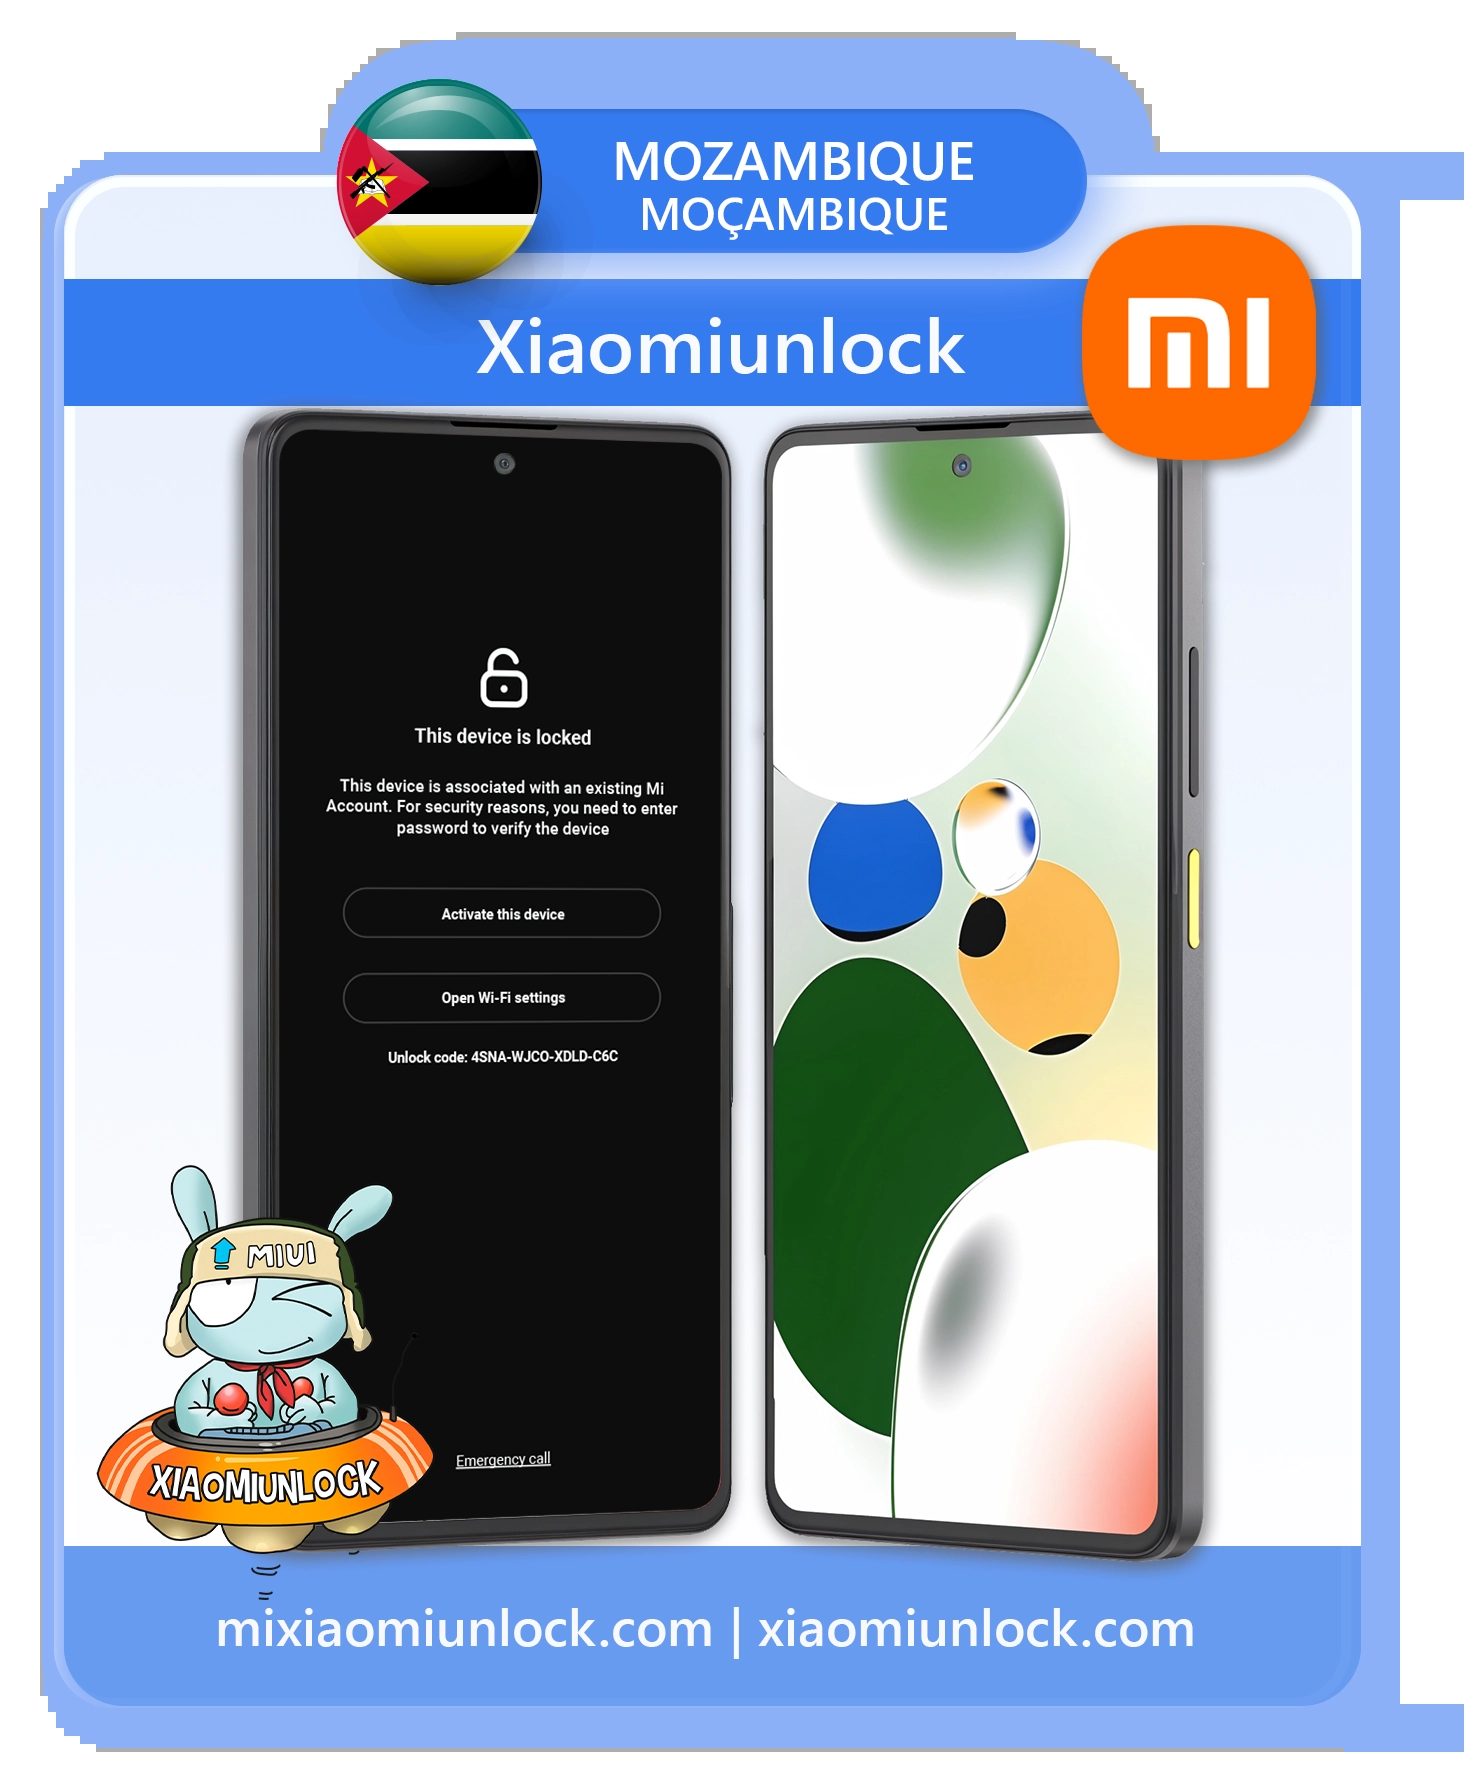 MOZAMBIQUE
MOÇAMBIQUE
Xiaomiunlock
mi
This device is locked
This device is associated with an existing Mi
Account. For security reasons, you need to enter
password to verify the device
Activate this device
Open Wi-Fi settings
Unlock code: 4SNA-WJCO-XDLD-C6C
MIUI
XIAOMIUNLOCK
Emergency call
mixiaomiunlock.com | xiaomiunlock.com